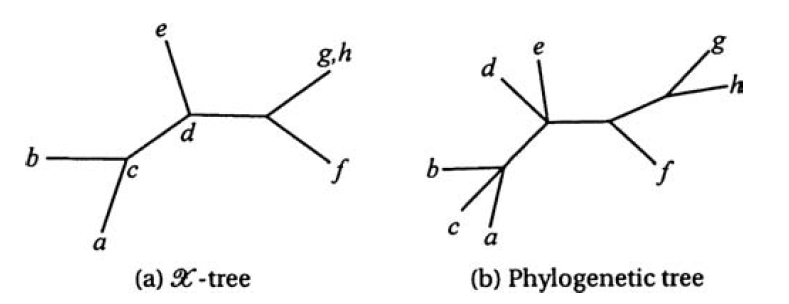 e
g,h
d
b
c
f
a
(a) 𝒳-tree
g
e
d
h
b
f
c
a
(b) Phylogenetic tree